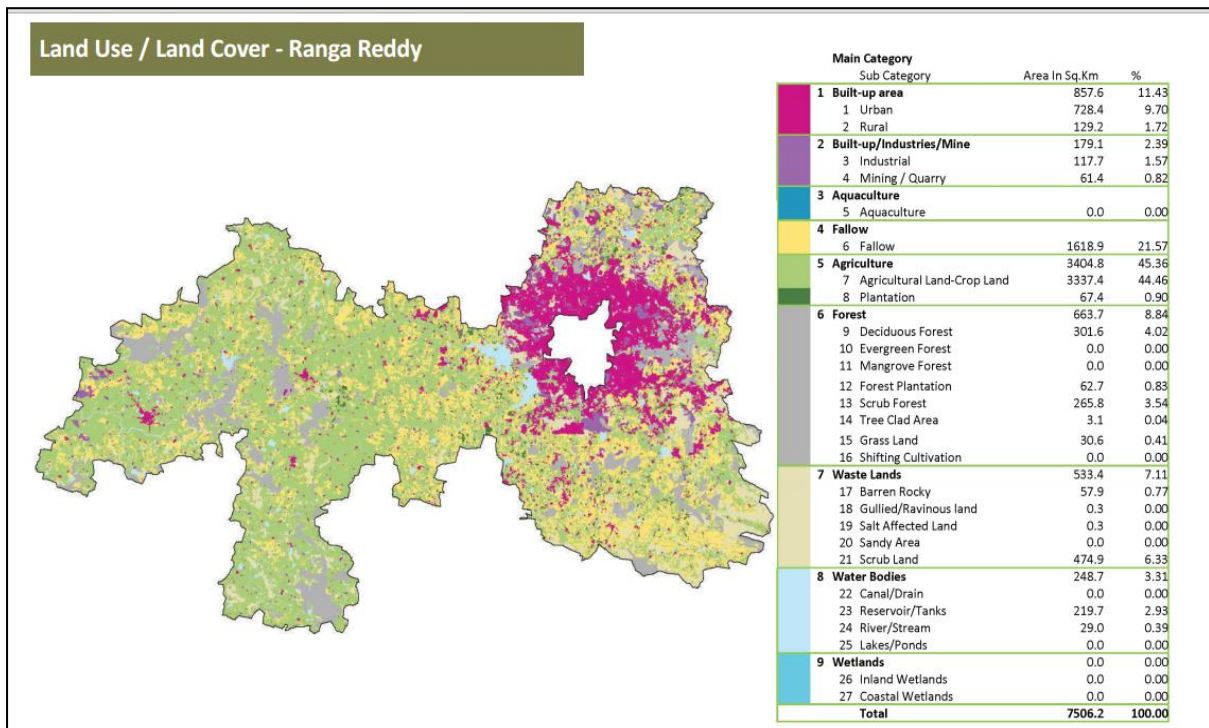 Land Use / Land Cover - Ranga Reddy
Main Category
Sub Category Area In Sq.Km %
1 Built-up area 857.6 11.43
1 Urban 728.4 9.70
2 Rural 129.2 1.72
2 Built-up/Industries/Mine 179.1 2.39
3 Industrial 117.7 1.57
4 Mining / Quarry 61.4 0.82
3 Aquaculture
5 Aquaculture 0.0 0.00
4 Fallow
6 Fallow 1618.9 21.57
5 Agriculture 3404.8 45.36
7 Agricultural Land-Crop Land 3337.4 44.46
8 Plantation 67.4 0.90
6 Forest 663.7 8.84
9 Deciduous Forest 301.6 4.02
10 Evergreen Forest 0.0 0.00
11 Mangrove Forest 0.0 0.00
12 Forest Plantation 62.7 0.83
13 Scrub Forest 265.8 3.54
14 Tree Clad Area 3.1 0.04
15 Grass Land 30.6 0.41
16 Shifting Cultivation 0.0 0.00
7 Waste Lands 533.4 7.11
17 Barren Rocky 57.9 0.77
18 Gullied/Ravinous land 0.3 0.00
19 Salt Affected Land 0.3 0.00
20 Sandy Area 0.0 0.00
21 Scrub Land 474.9 6.33
8 Water Bodies 248.7 3.31
22 Canal/Drain 0.0 0.00
23 Reservoir/Tanks 219.7 2.93
24 River/Stream 29.0 0.39
25 Lakes/Ponds 0.0 0.00
9 Wetlands 0.0 0.00
26 Inland Wetlands 0.0 0.00
27 Coastal Wetlands 0.0 0.00
Total 7506.2 100.00